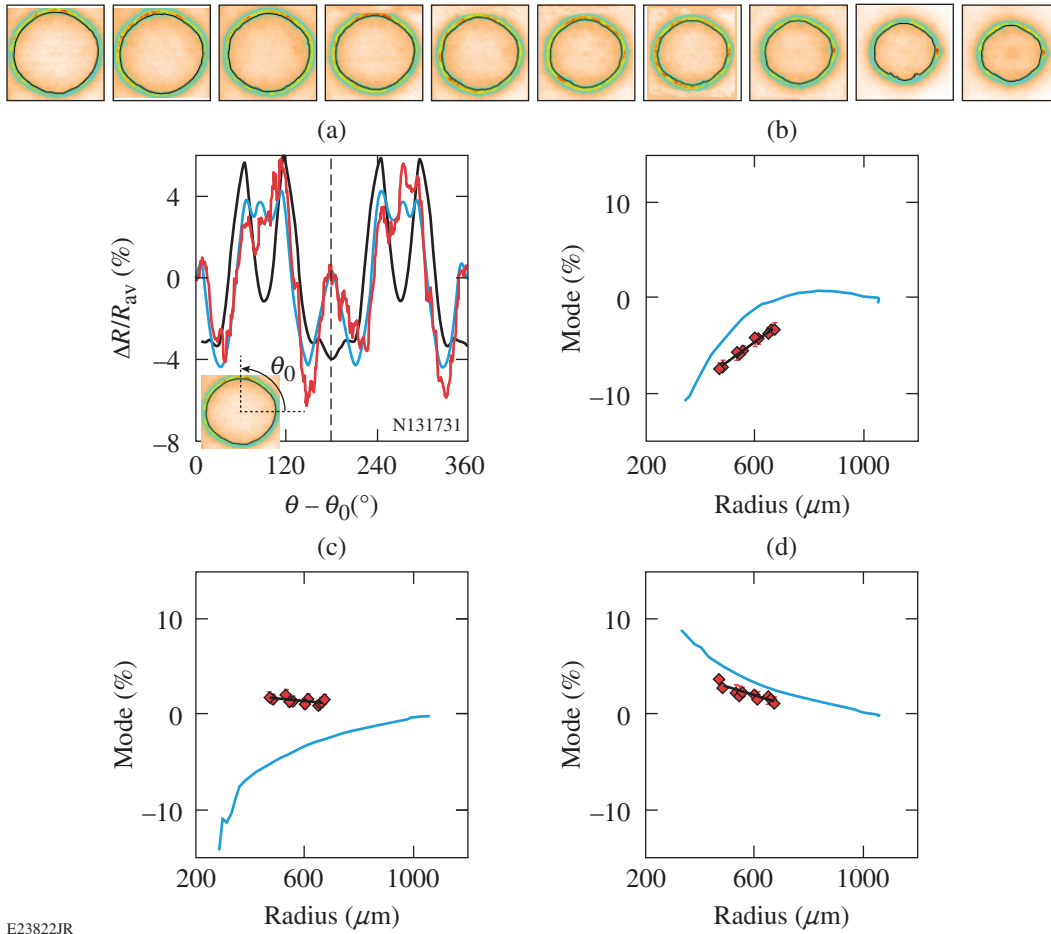 (a)
(b)
4
0
−4
−8
ΔR/R_av (%)
θ_0
N131731
0
120
240
360
θ – θ_0(°)
10
0
−10
Mode (%)
200
600
1000
Radius (μm)
(c)
(d)
10
0
−10
Mode (%)
200
600
1000
Radius (μm)
10
0
−10
Mode (%)
200
600
1000
Radius (μm)
E23822JR